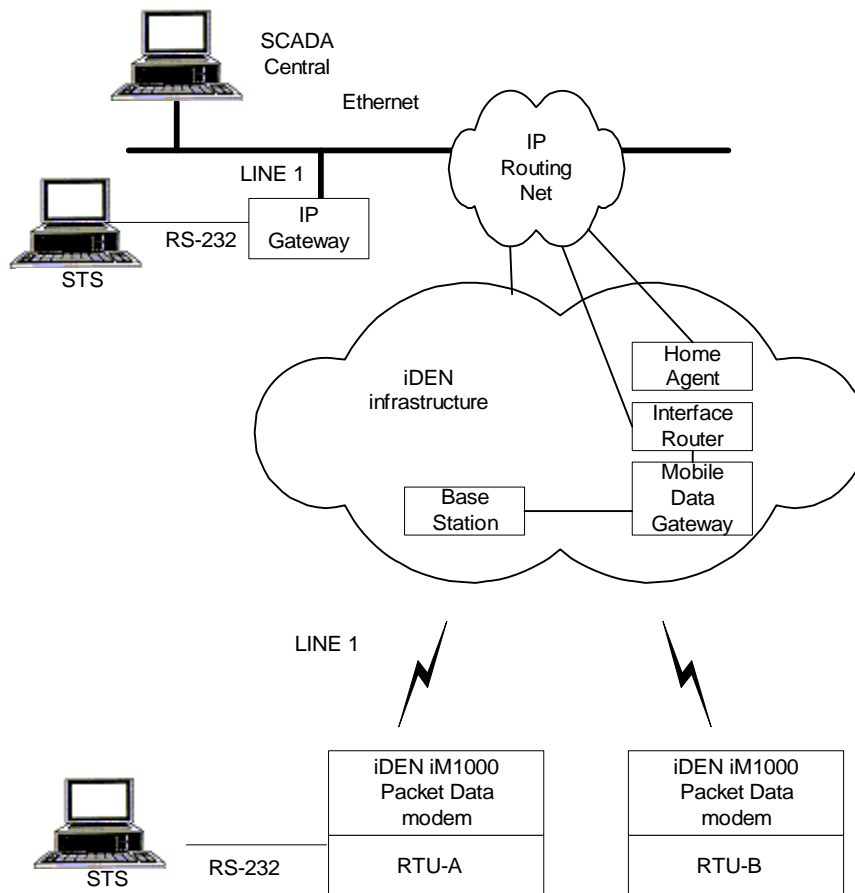 SCADA
Central
Ethernet
IP
Routing
Net
LINE 1
IP
Gateway
RS-232
STS
iDEN
infrastructure
Home
Agent
Interface
Router
Mobile
Data
Gateway
Base
Station
LINE 1
iDEN iM1000
Packet Data
modem
iDEN iM1000
Packet Data
modem
RS-232
RTU-A
RTU-B
STS